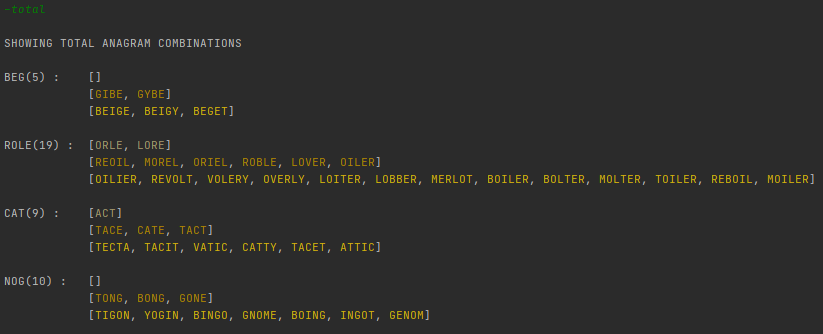 -total
SHOWING TOTAL ANAGRAM COMBINATIONS
BEG(5) : []
[GIBE, GYBE]
[BEIGE, BEIGY, BEGET]
ROLE(19) : [ORLE, LORE]
[REOIL, MOREL, ORIEL, ROBLE, LOVER, OILER]
[OILIER, REVOLT, VOLERY, OVERLY, LOITER, LOBBER, MERLOT, BOILER, BOLTER, MOLTER, TOILER, REBOIL, MOILER]
CAT(9) : [ACT]
[TACE, CATE, TACT]
[TECTA, TACIT, VATIC, CATTY, TACET, ATTIC]
NOG(10) : []
[TONG, BONG, GONE]
[TIGON, YOGIN, BINGO, GNOME, BOING, INGOT, GENOM]